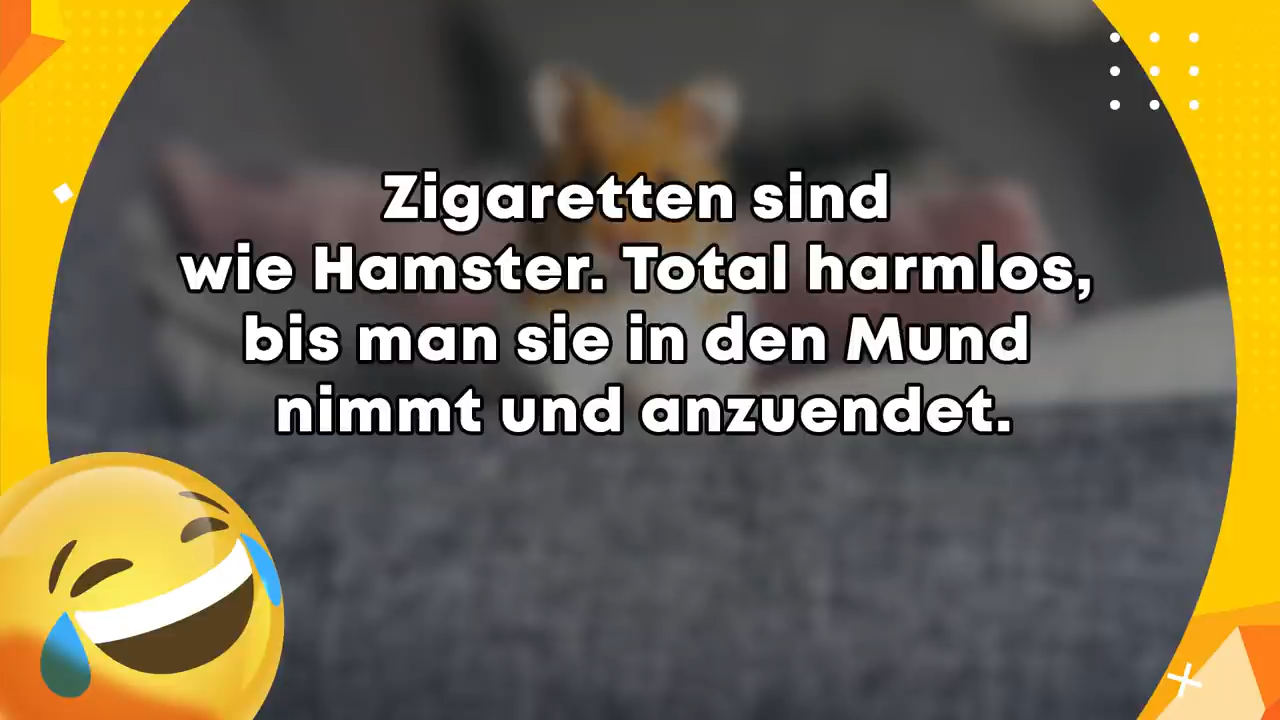 Zigaretten sind
wie Hamster. Total harmlos,
bis man sie in den Mund
nimmt und anzuendet.